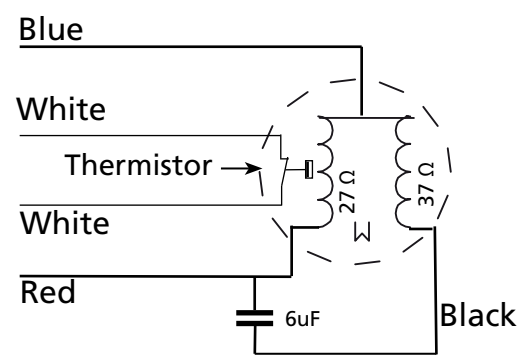 Blue
White
Thermistor
27 Ω
37 Ω
M
White
Red
6uF
Black